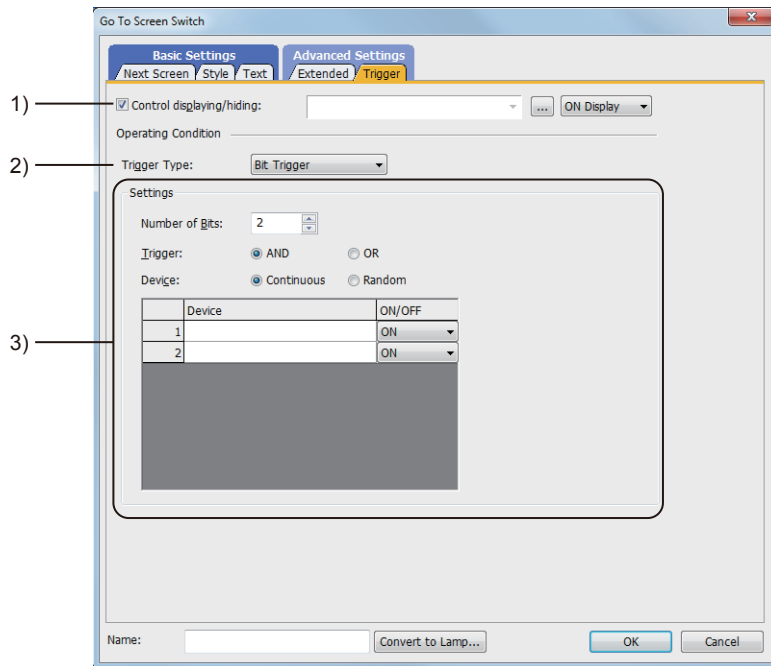 Go To Screen Switch
x
Basic Settings Advanced Settings
Next Screen Style Text Extended Trigger
1) Control displaying/hiding: ... ON Display
Operating Condition
2) Trigger Type: Bit Trigger
Settings
Number of Bits: 2
Trigger: AND OR
Device: Continuous Random
Device ON/OFF
1 ON
2 ON
3)
Name: Convert to Lamp... OK Cancel